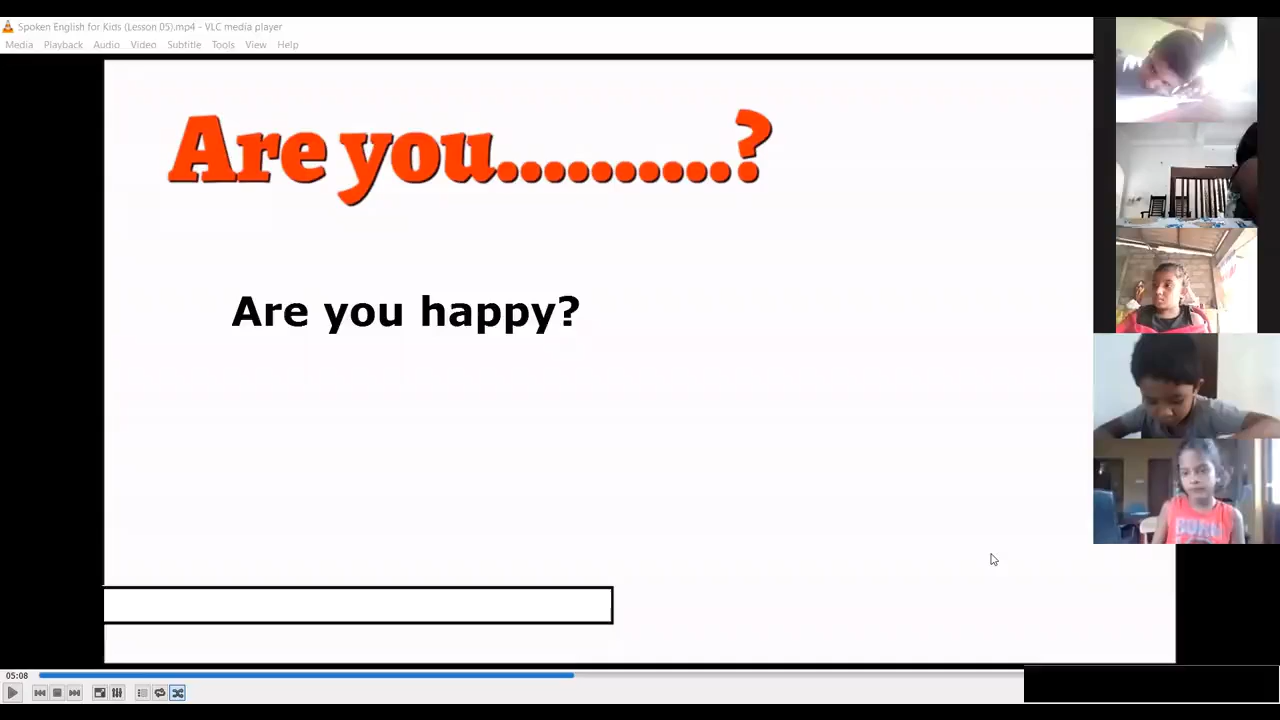 Spoken English for Kids (Lesson 05).mp4 - VLC media player
Media Playback Audio Video Subtitle Tools View Help
Are you..........?
Are you happy?
BORN
05:08